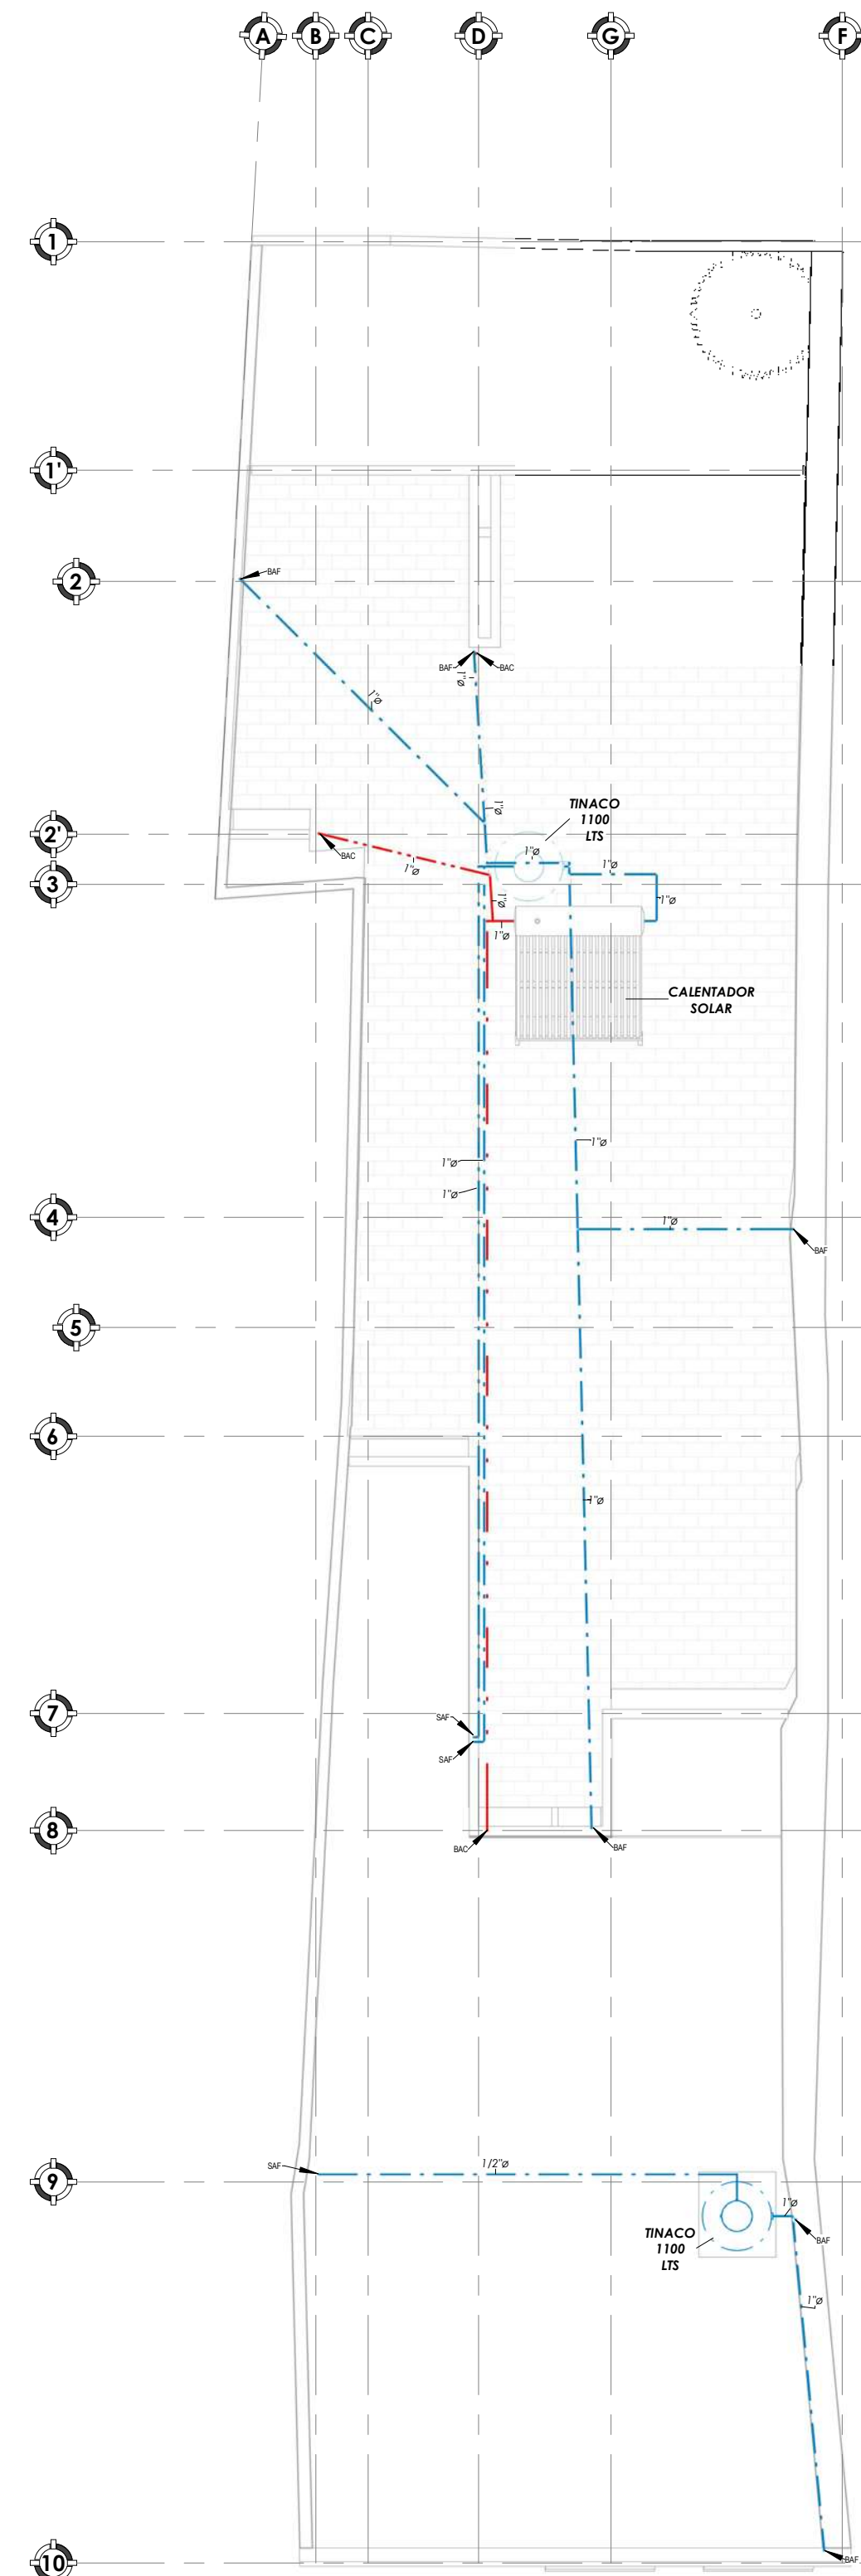 A B C D G F
1
1'
2
BAF
BAF
BAC
1"ø
1"ø
1"ø
TINACO
1100
LTS
2'
BAC
1"ø
1"ø
1"ø
3
1"ø
1"ø
1"ø
CALENTADOR
SOLAR
1"ø
1"ø
1"ø
4
1"ø
BAF
5
6
1"ø
7
SAF
SAF
8
BAC
BAF
SAF
1/2"ø
9
1"ø
TINACO
1100
LTS
BAF
1"ø
10
BAF